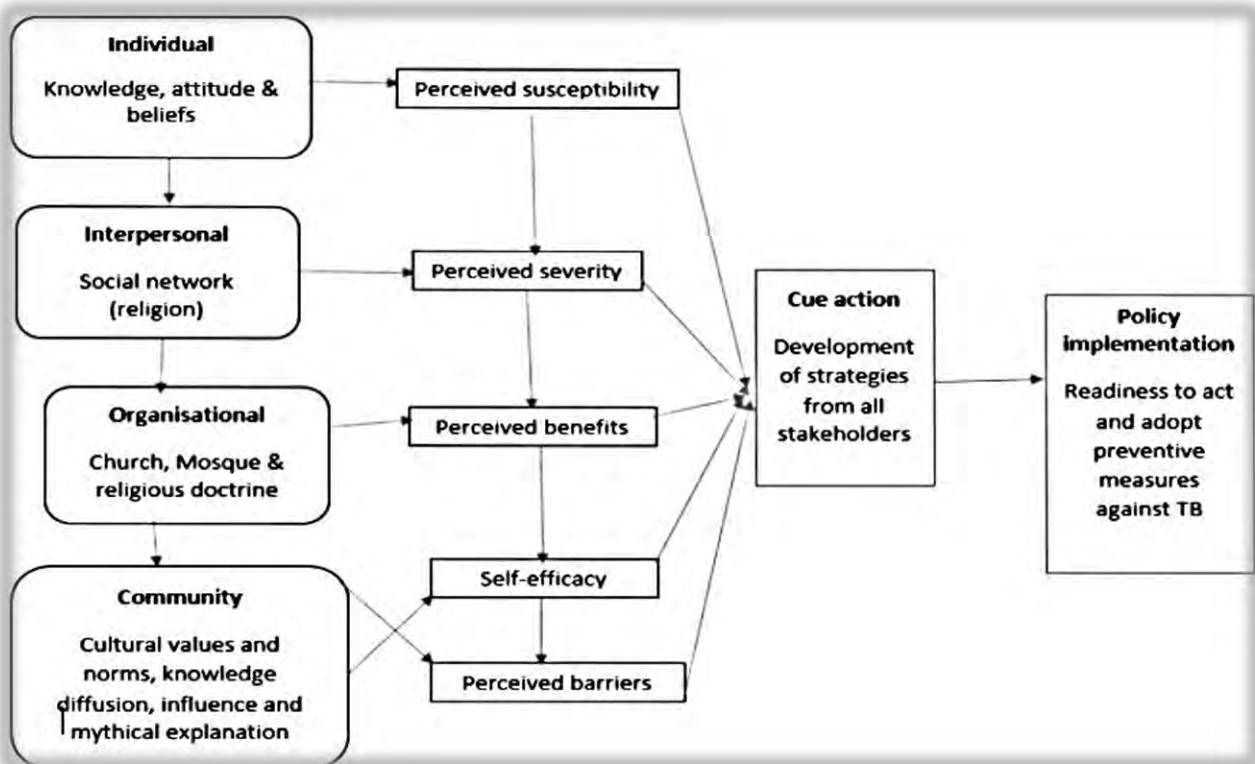 Individual
Knowledge, attitude &
beliefs
Perceived susceptibility
Interpersonal
Social network
(religion)
Perceived severity
Organisational
Church, Mosque &
religious doctrine
Perceived benefits
Community
Cultural values and
norms, knowledge
diffusion, influence and
mythical explanation
Self-efficacy
Perceived barriers
Cue action
Development
of strategies
from all
stakeholders
Policy
implementation
Readiness to act
and adopt
preventive
measures
against TB